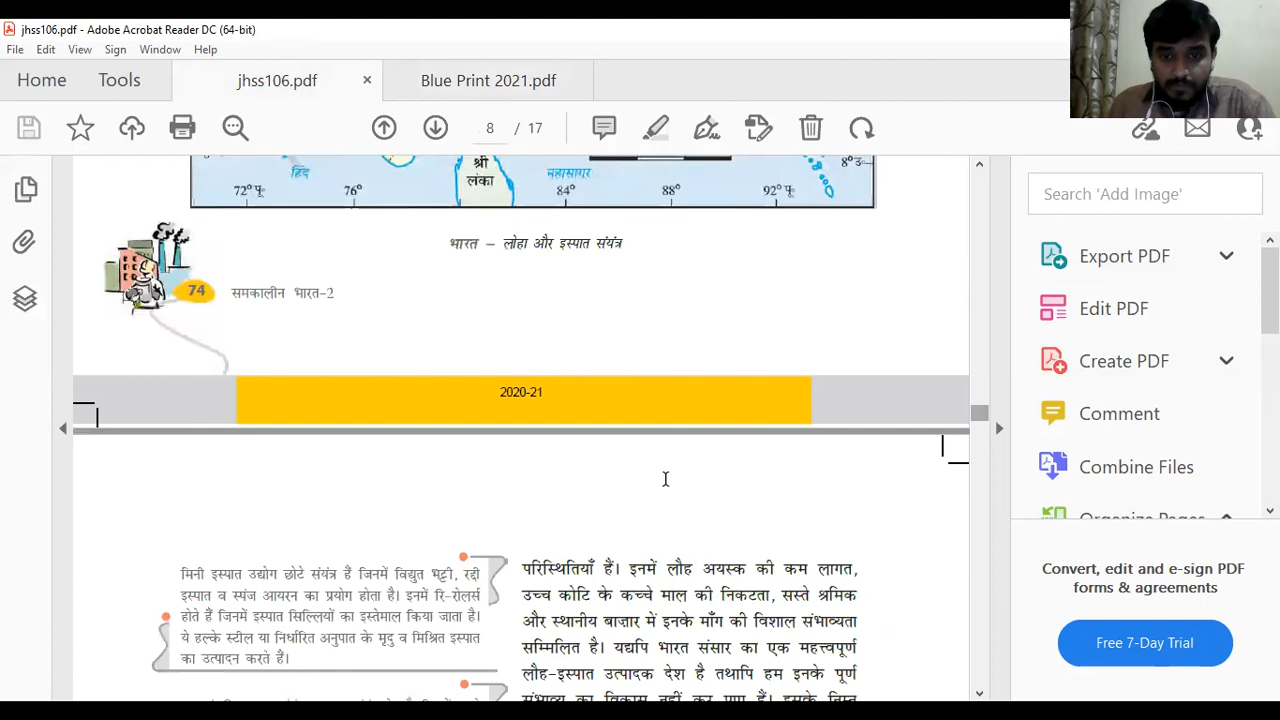 jhss106.pdf - Adobe Acrobat Reader DC (64-bit)
File Edit View Sign Window Help
Home Tools jhss106.pdf × Blue Print 2021.pdf
8 / 17
8° उ.
हिंद श्री लंका महासागर
72° पू. 76° 84° 88° 92° पू.
भारत – लोहा और इस्पात संयंत्र
74 समकालीन भारत-2
2020-21
मिनी इस्पात उद्योग छोटे संयंत्र हैं जिनमें विद्युत भट्टी, रद्दी
इस्पात व स्पंज आयरन का प्रयोग होता है। इनमें रि-रोलर्स
होते हैं जिनमें इस्पात सिल्लियों का इस्तेमाल किया जाता है।
ये हल्के स्टील या निर्धारित अनुपात के मृदु व मिश्रित इस्पात
का उत्पादन करते हैं।
परिस्थितियाँ हैं। इनमें लौह अयस्क की कम लागत,
उच्च कोटि के कच्चे माल की निकटता, सस्ते श्रमिक
और स्थानीय बाज़ार में इनके माँग की विशाल संभाव्यता
सम्मिलित है। यद्यपि भारत संसार का एक महत्त्वपूर्ण
लौह-इस्पात उत्पादक देश है तथापि हम इनके पूर्ण
संभाव्य का विकास नहीं कर पाए हैं। इसके निम्न
Search 'Add Image'
Export PDF
Edit PDF
Create PDF
Comment
Combine Files
Organize Pages
Convert, edit and e-sign PDF
forms & agreements
Free 7-Day Trial